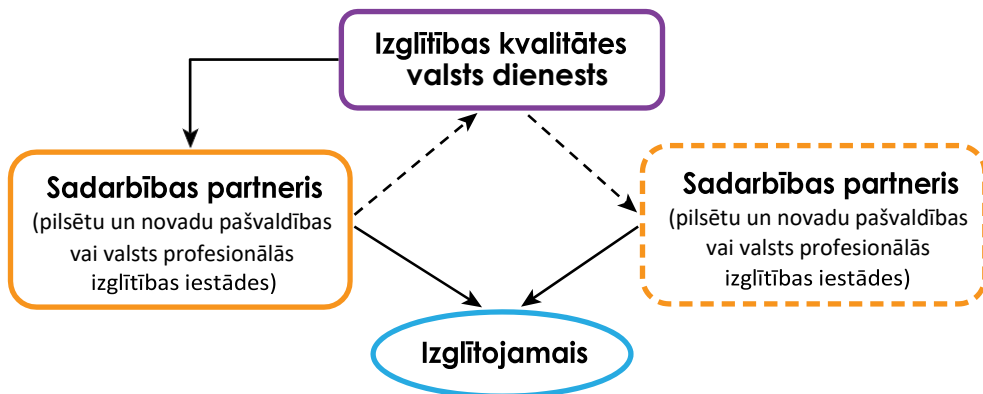 Izglītības kvalitātes
valsts dienests
Sadarbības partneris
(pilsētu un novadu pašvaldības
vai valsts profesionālās
izglītības iestādes)
Sadarbības partneris
(pilsētu un novadu pašvaldības
vai valsts profesionālās
izglītības iestādes)
Izglītojamais